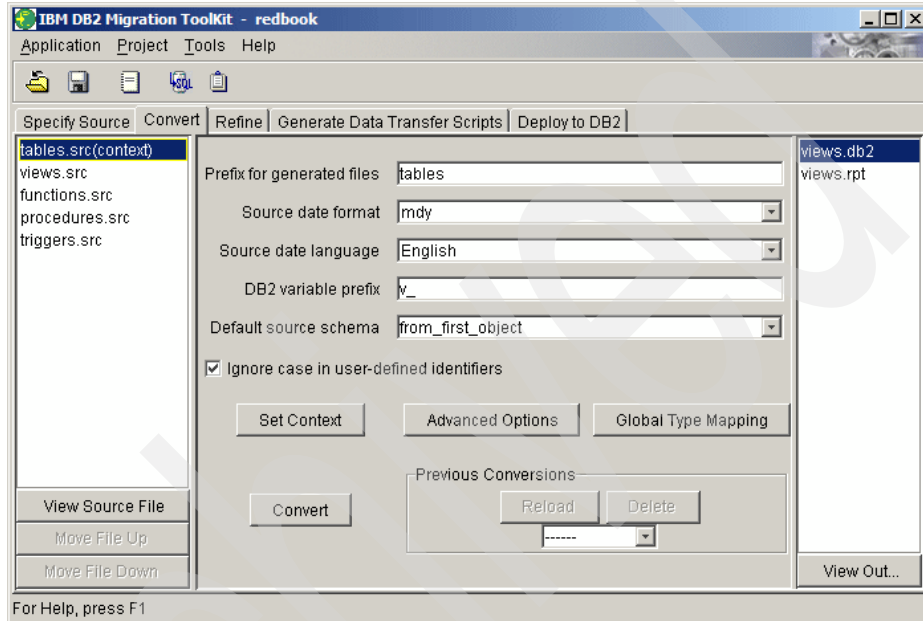 IBM DB2 Migration ToolKit - redbook
Application Project Tools Help
SQL
Specify Source Convert Refine Generate Data Transfer Scripts Deploy to DB2
tables.src(context)
views.src
functions.src
procedures.src
triggers.src
Prefix for generated files tables
Source date format mdy
Source date language English
DB2 variable prefix v_
Default source schema from_first_object
Ignore case in user-defined identifiers
Set Context Advanced Options Global Type Mapping
Previous Conversions
Convert Reload Delete
------
views.db2
views.rpt
View Source File
Move File Up
Move File Down
View Out...
For Help, press F1